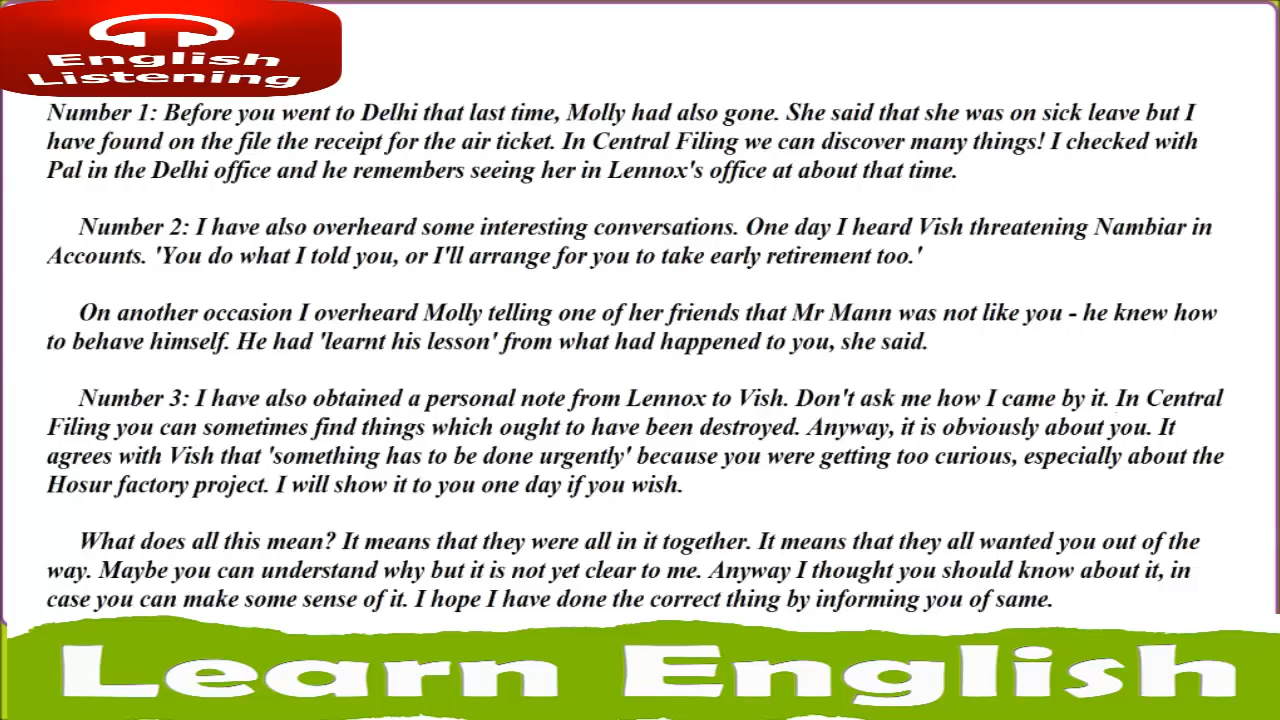 English
Listening
Number 1: Before you went to Delhi that last time, Molly had also gone. She said that she was on sick leave but I
have found on the file the receipt for the air ticket. In Central Filing we can discover many things! I checked with
Pal in the Delhi office and he remembers seeing her in Lennox's office at about that time.
Number 2: I have also overheard some interesting conversations. One day I heard Vish threatening Nambiar in
Accounts. 'You do what I told you, or I'll arrange for you to take early retirement too.'
On another occasion I overheard Molly telling one of her friends that Mr Mann was not like you - he knew how
to behave himself. He had 'learnt his lesson' from what had happened to you, she said.
Number 3: I have also obtained a personal note from Lennox to Vish. Don't ask me how I came by it. In Central
Filing you can sometimes find things which ought to have been destroyed. Anyway, it is obviously about you. It
agrees with Vish that 'something has to be done urgently' because you were getting too curious, especially about the
Hosur factory project. I will show it to you one day if you wish.
What does all this mean? It means that they were all in it together. It means that they all wanted you out of the
way. Maybe you can understand why but it is not yet clear to me. Anyway I thought you should know about it, in
case you can make some sense of it. I hope I have done the correct thing by informing you of same.
Learn English